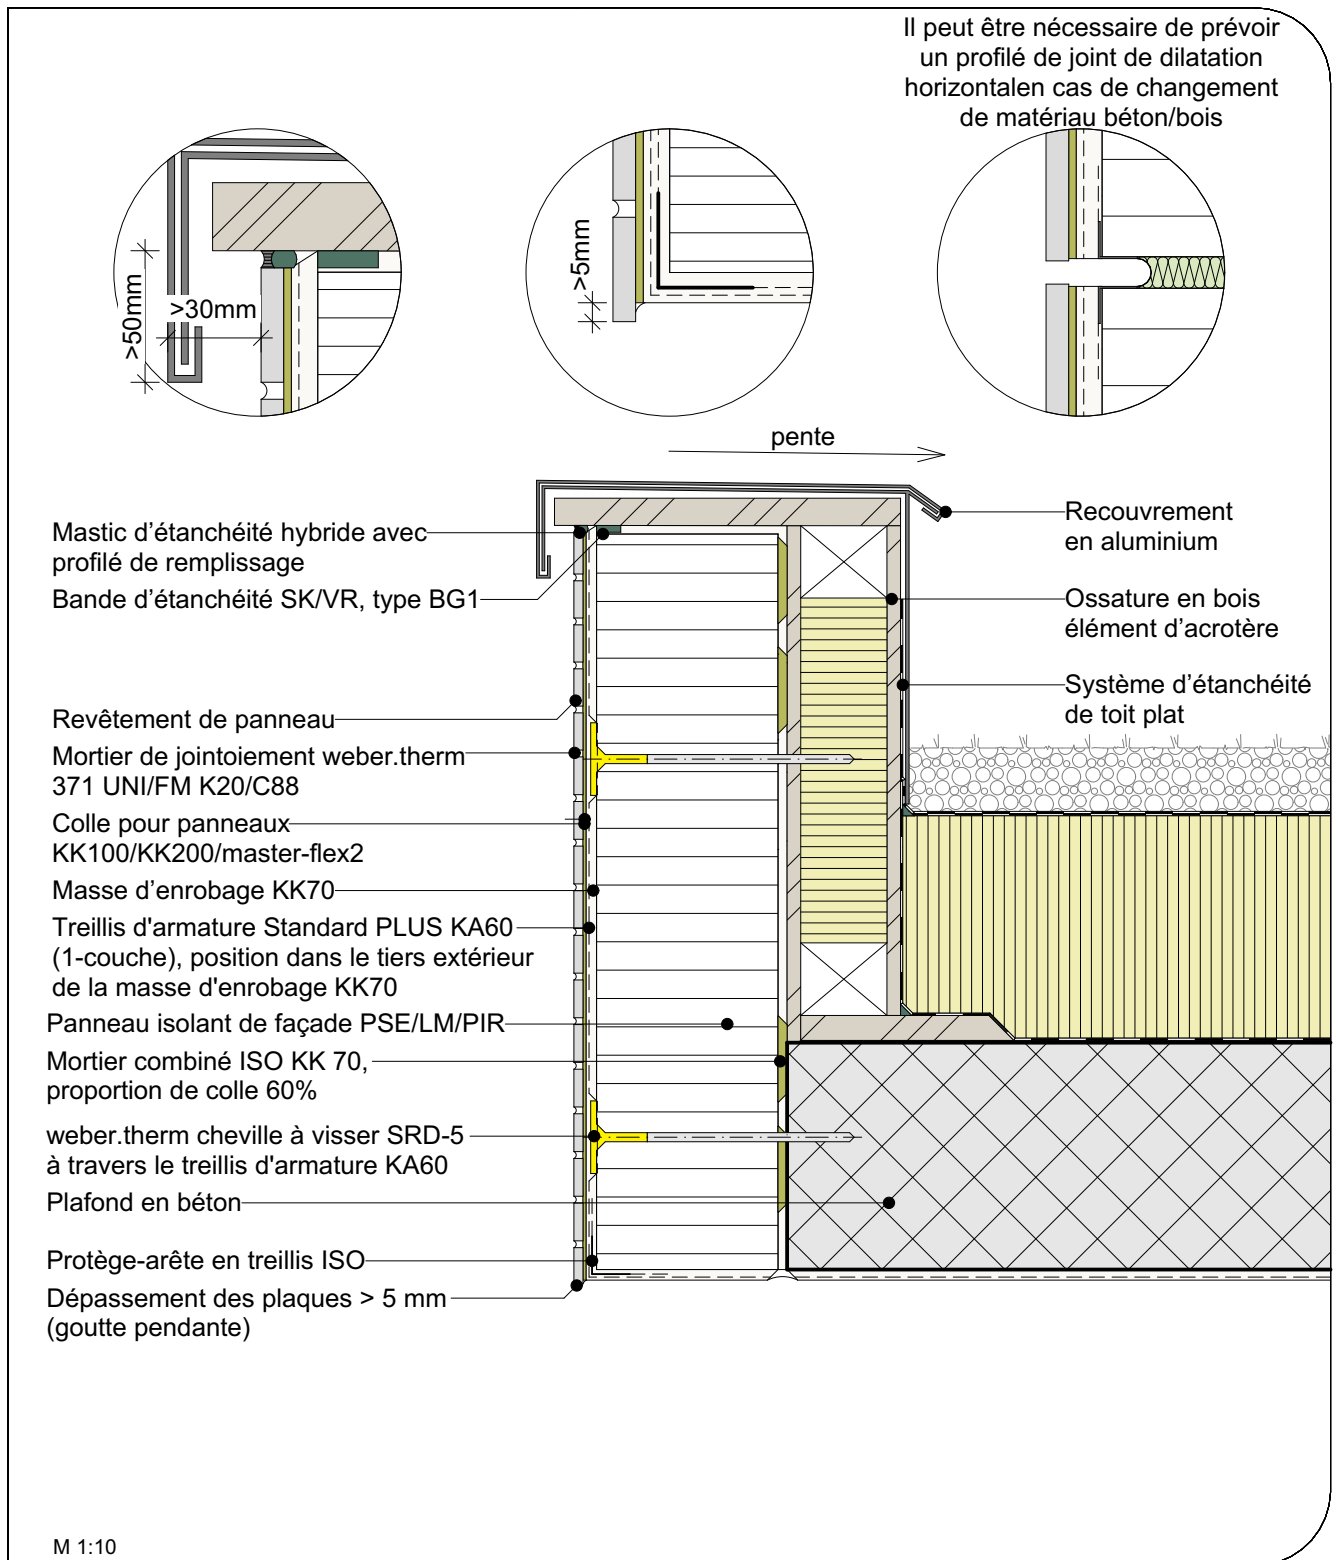 Il peut être nécessaire de prévoir
un profilé de joint de dilatation
horizontalen cas de changement
de matériau béton/bois
>50mm
>30mm
>5mm
pente
Mastic d'étanchéité hybride avec
profilé de remplissage
Bande d'étanchéité SK/VR, type BG1
Revêtement de panneau
Mortier de jointoiement weber.therm
371 UNI/FM K20/C88
Colle pour panneaux
KK100/KK200/master-flex2
Masse d'enrobage KK70
Treillis d'armature Standard PLUS KA60
(1-couche), position dans le tiers extérieur
de la masse d'enrobage KK70
Panneau isolant de façade PSE/LM/PIR
Mortier combiné ISO KK 70,
proportion de colle 60%
weber.therm cheville à visser SRD-5
à travers le treillis d'armature KA60
Plafond en béton
Protège-arête en treillis ISO
Dépassement des plaques > 5 mm
(goutte pendante)
Recouvrement
en aluminium
Ossature en bois
élément d'acrotère
Système d'étanchéité
de toit plat
M 1:10